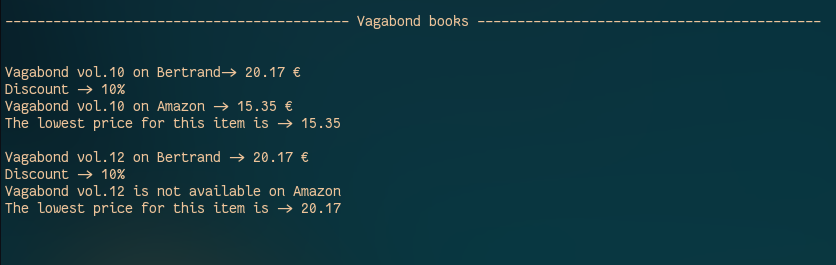 ------------------------------------------- Vagabond books -------------------------------------------
Vagabond vol.10 on Bertrand-> 20.17 €
Discount -> 10%
Vagabond vol.10 on Amazon -> 15.35 €
The lowest price for this item is -> 15.35
Vagabond vol.12 on Bertrand -> 20.17 €
Discount -> 10%
Vagabond vol.12 is not available on Amazon
The lowest price for this item is -> 20.17